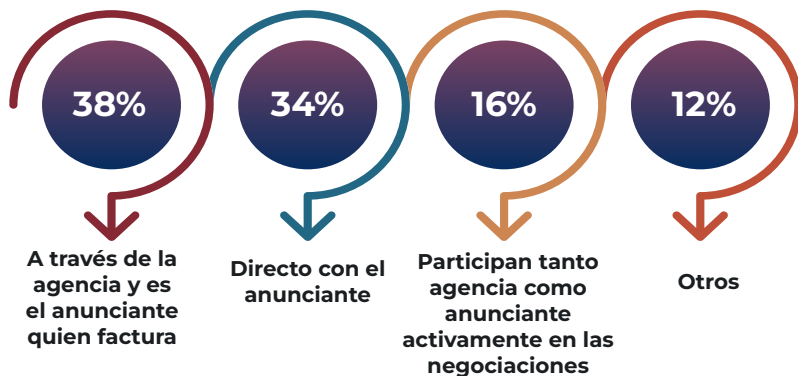 38%
34%
16%
12%
A través de la
agencia y es
el anunciante
quien factura
Directo con el
anunciante
Participan tanto
agencia como
anunciante
activamente en las
negociaciones
Otros